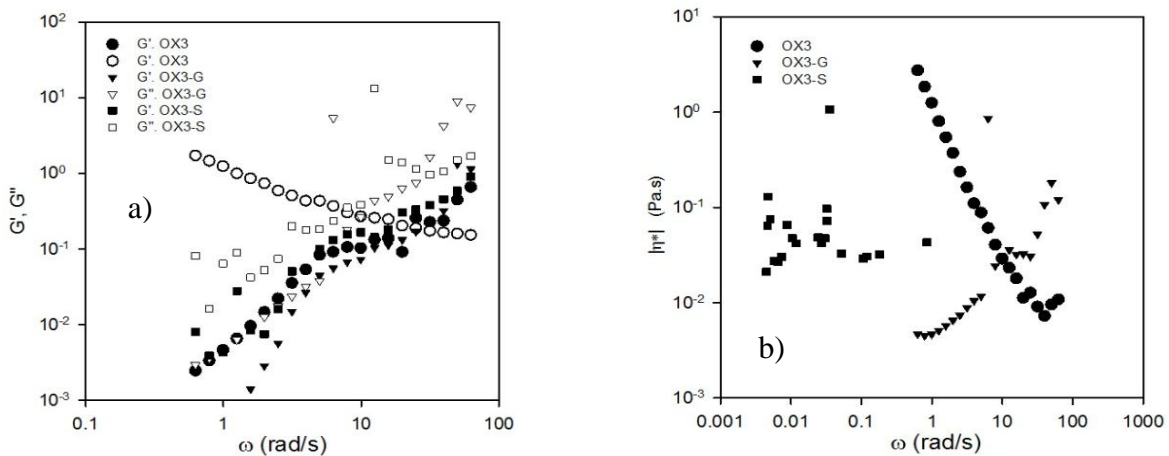 10²
10¹
10⁰
10⁻¹
10⁻²
10⁻³
G', G"
G'. OX3
G'. OX3
G'. OX3-G
G". OX3-G
G'. OX3-S
G". OX3-S
a)
0.1
1
10
100
ω (rad/s)
10¹
10⁰
10⁻¹
10⁻²
10⁻³
|η*| (Pa.s)
OX3
OX3-G
OX3-S
b)
0.001
0.01
0.1
1
10
100
1000
ω (rad/s)